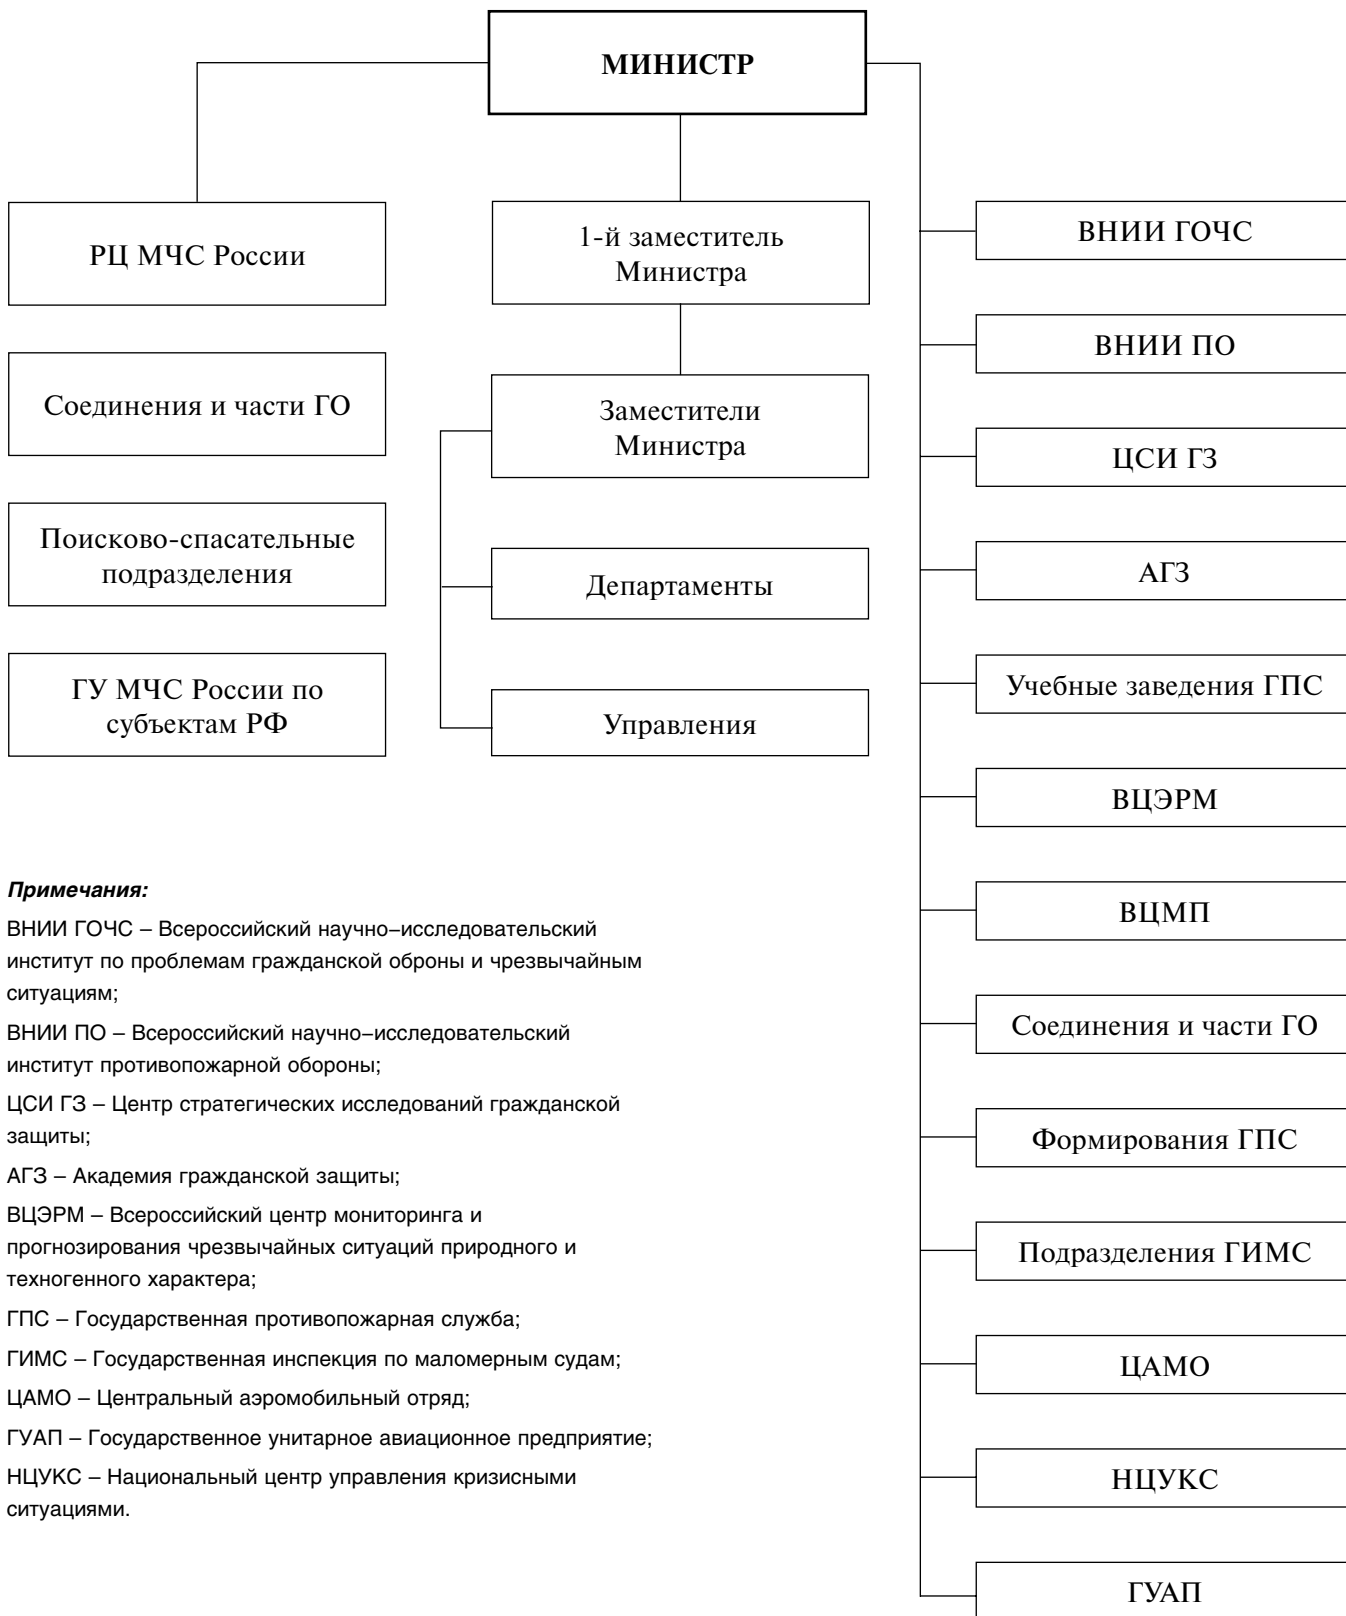 МИНИСТР
РЦ МЧС России
Соединения и части ГО
Поисково-спасательные
подразделения
ГУ МЧС России по
субъектам РФ
1-й заместитель
Министра
Заместители
Министра
Департаменты
Управления
ВНИИ ГОЧС
ВНИИ ПО
ЦСИ ГЗ
АГЗ
Учебные заведения ГПС
ВЦЭРМ
ВЦМП
Соединения и части ГО
Формирования ГПС
Подразделения ГИМС
ЦАМО
НЦУКС
ГУАП
Примечания:
ВНИИ ГОЧС – Всероссийский научно–исследовательский
институт по проблемам гражданской оброны и чрезвычайным
ситуациям;
ВНИИ ПО – Всероссийский научно–исследовательский
институт противопожарной обороны;
ЦСИ ГЗ – Центр стратегических исследований гражданской
защиты;
АГЗ – Академия гражданской защиты;
ВЦЭРМ – Всероссийский центр мониторинга и
прогнозирования чрезвычайных ситуаций природного и
техногенного характера;
ГПС – Государственная противопожарная служба;
ГИМС – Государственная инспекция по маломерным судам;
ЦАМО – Центральный аэромобильный отряд;
ГУАП – Государственное унитарное авиационное предприятие;
НЦУКС – Национальный центр управления кризисными
ситуациями.